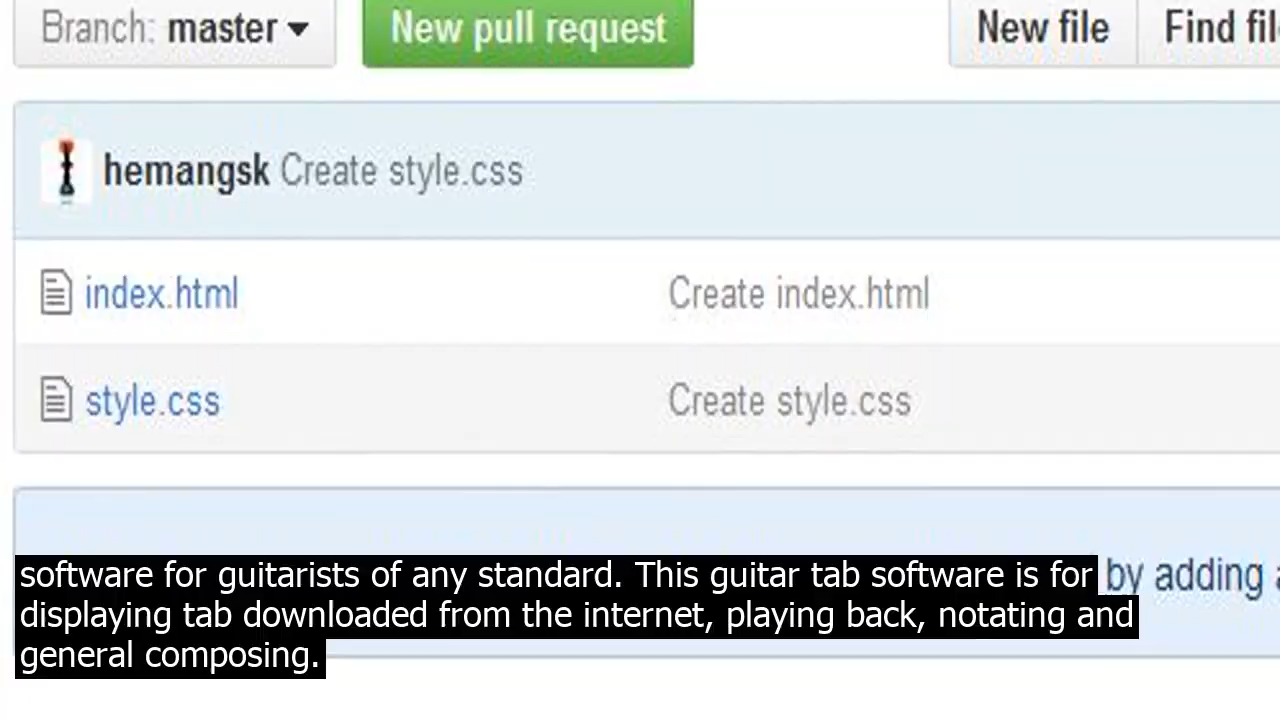 Branch: master
New pull request
New file
Find
hemangsk Create style.css
index.html
Create index.html
style.css
Create style.css
by adding
software for guitarists of any standard. This guitar tab software is for
displaying tab downloaded from the internet, playing back, notating and
general composing.